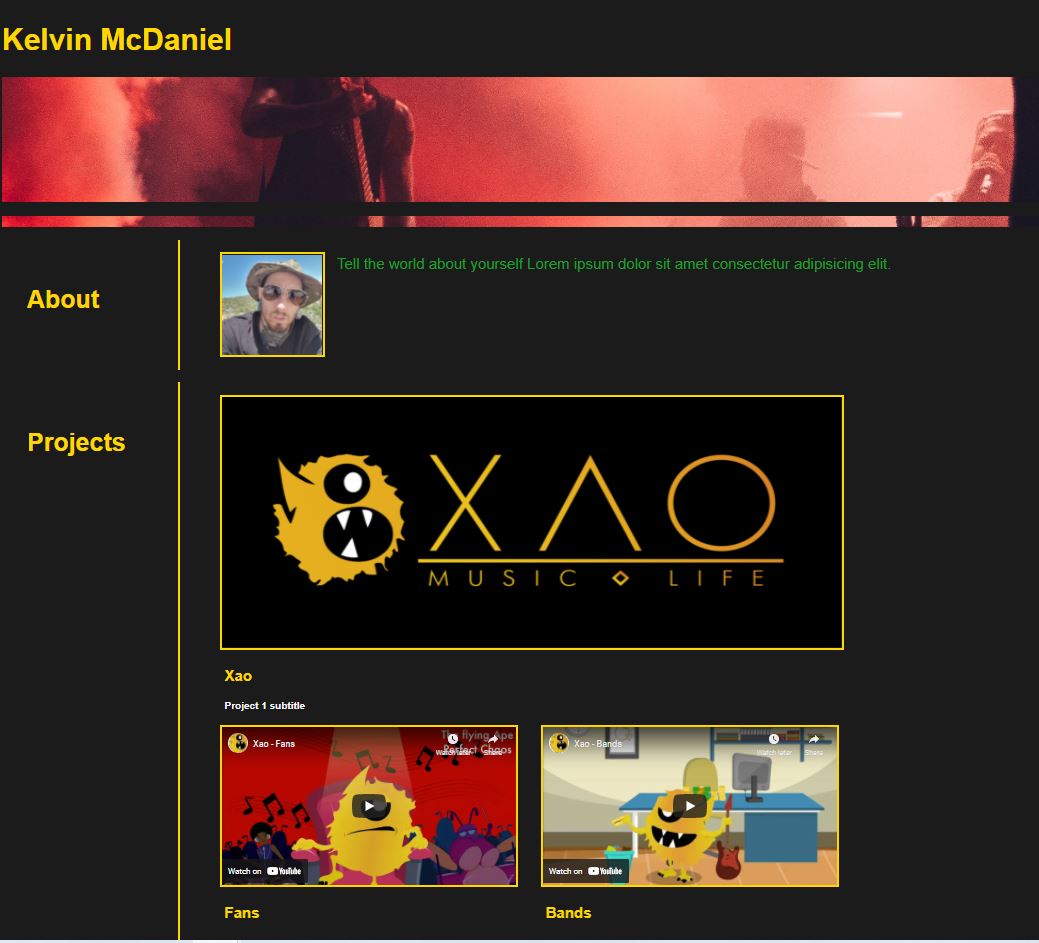 Kelvin McDaniel
About
Tell the world about yourself Lorem ipsum dolor sit amet consectetur adipisicing elit.
Projects
XAO
MUSIC LIFE
Xao
Project 1 subtitle
Xao - Fans
Watch later
Share
The flying Ape
Perfect Chaos
Watch on YouTube
Xao - Bands
Watch later
Share
Watch on YouTube
Fans
Bands